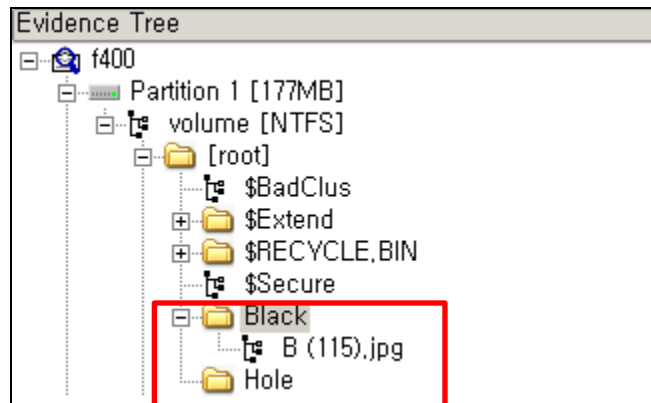 Evidence Tree
f400
Partition 1 [177MB]
volume [NTFS]
[root]
$BadClus
$Extend
$RECYCLE,BIN
$Secure
Black
B (115),jpg
Hole